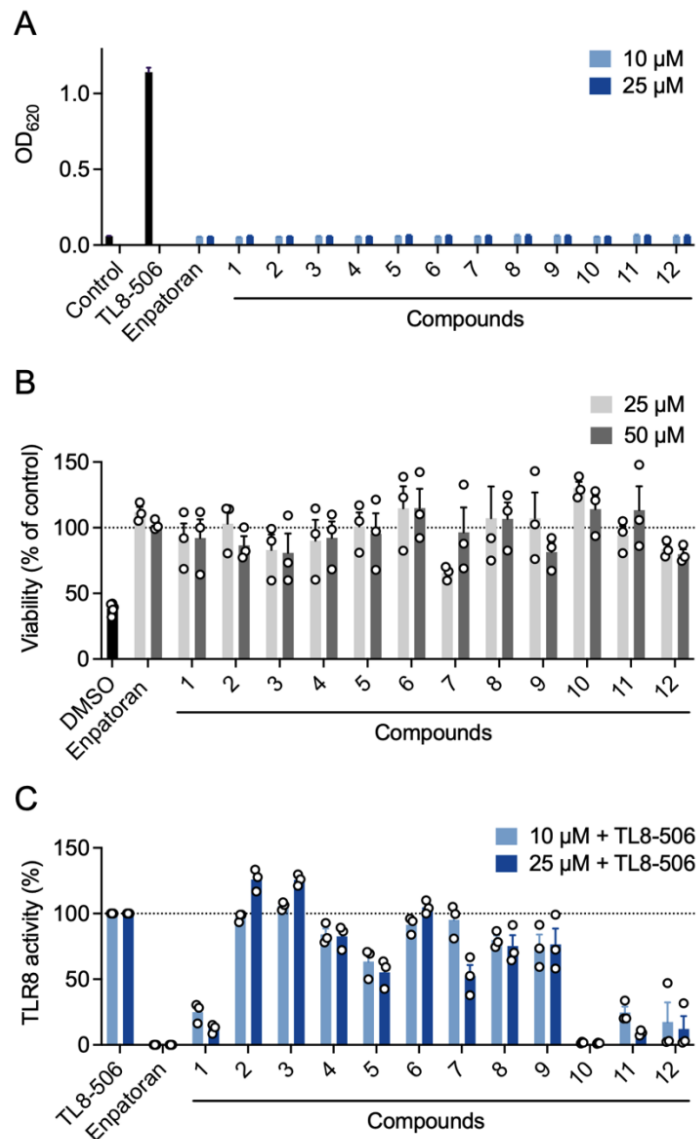 A
10 µM
25 µM
OD620
1.0
0.5
0.0
Control
TL8-506
Enpatoran
1 2 3 4 5 6 7 8 9 10 11 12
Compounds
B
25 µM
50 µM
Viability (% of control)
150
100
50
0
DMSO
Enpatoran
1 2 3 4 5 6 7 8 9 10 11 12
Compounds
C
10 µM + TL8-506
25 µM + TL8-506
TLR8 activity (%)
150
100
50
0
TL8-506
Enpatoran
1 2 3 4 5 6 7 8 9 10 11 12
Compounds